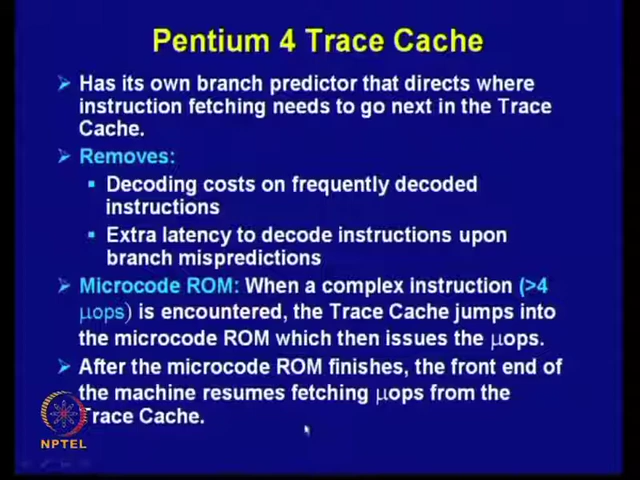 Pentium 4 Trace Cache
Has its own branch predictor that directs where
instruction fetching needs to go next in the Trace
Cache.
Removes:
Decoding costs on frequently decoded
instructions
Extra latency to decode instructions upon
branch mispredictions
Microcode ROM: When a complex instruction (>4
μops) is encountered, the Trace Cache jumps into
the microcode ROM which then issues the μops.
After the microcode ROM finishes, the front end of
the machine resumes fetching μops from the
Trace Cache.
NPTEL